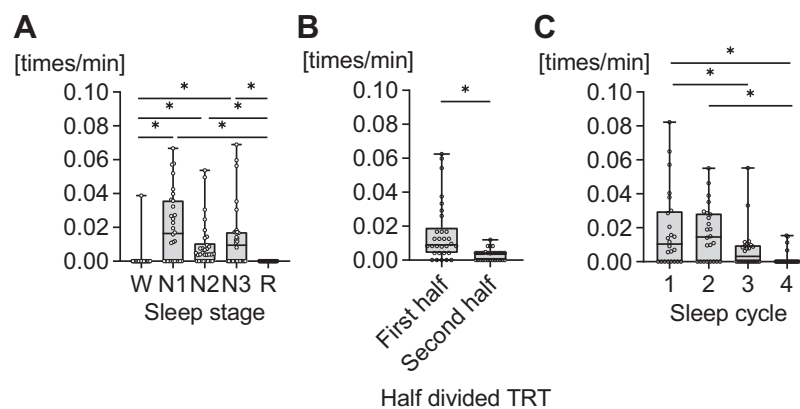 A
[times/min]
* *
* *
* *
0.10
0.08
0.06
0.04
0.02
0.00
W N1 N2 N3 R
Sleep stage
B
[times/min]
*
0.10
0.08
0.06
0.04
0.02
0.00
First half
Second half
Half divided TRT
C
[times/min]
*
*
*
0.10
0.08
0.06
0.04
0.02
0.00
1 2 3 4
Sleep cycle